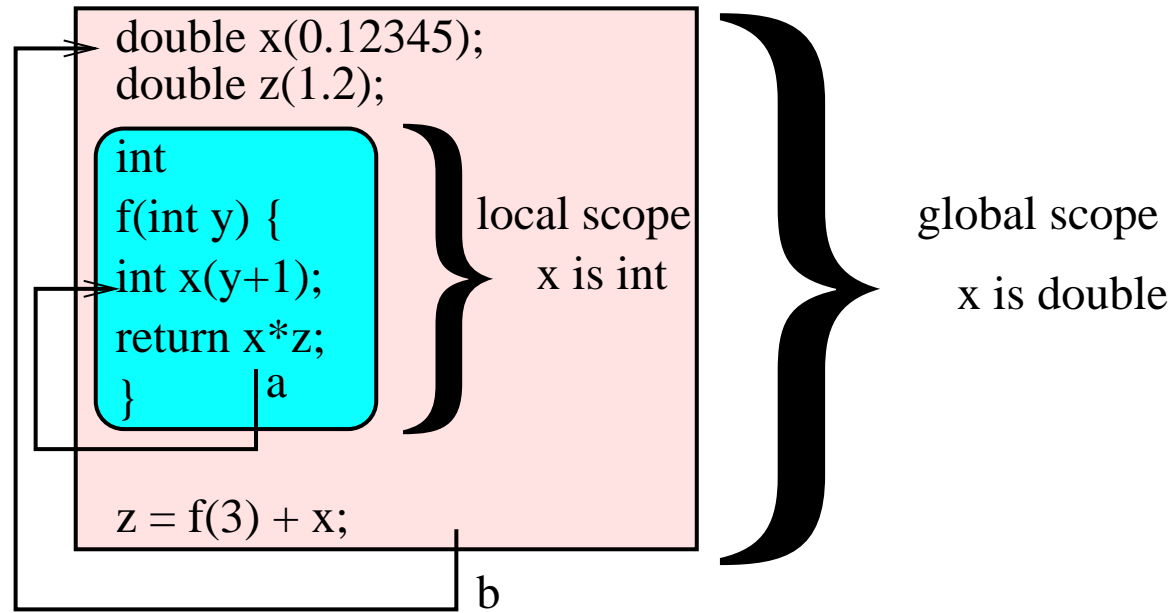 double x(0.12345);
double z(1.2);
int
f(int y) {
int x(y+1);
return x*z;
}
a
z = f(3) + x;
b
local scope
x is int
global scope
x is double